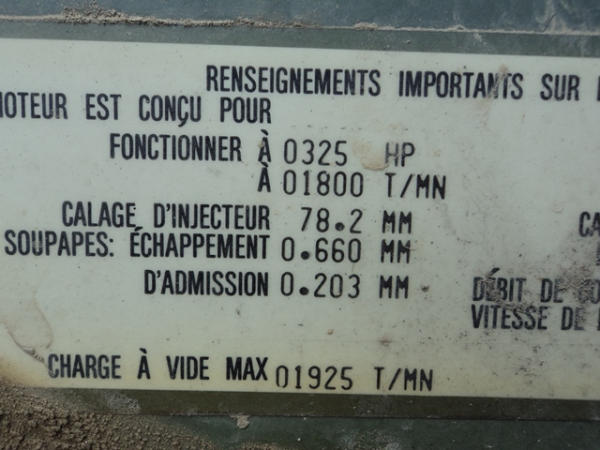 RENSEIGNEMENTS IMPORTANTS SUR
MOTEUR EST CONÇU POUR
FONCTIONNER À 0325 HP
À 01800 T/MN
CALAGE D'INJECTEUR 78.2 MM
SOUPAPES: ÉCHAPPEMENT 0.660 MM
D'ADMISSION 0.203 MM DÉBIT DE
VITESSE DE
CHARGE À VIDE MAX 01925 T/MN